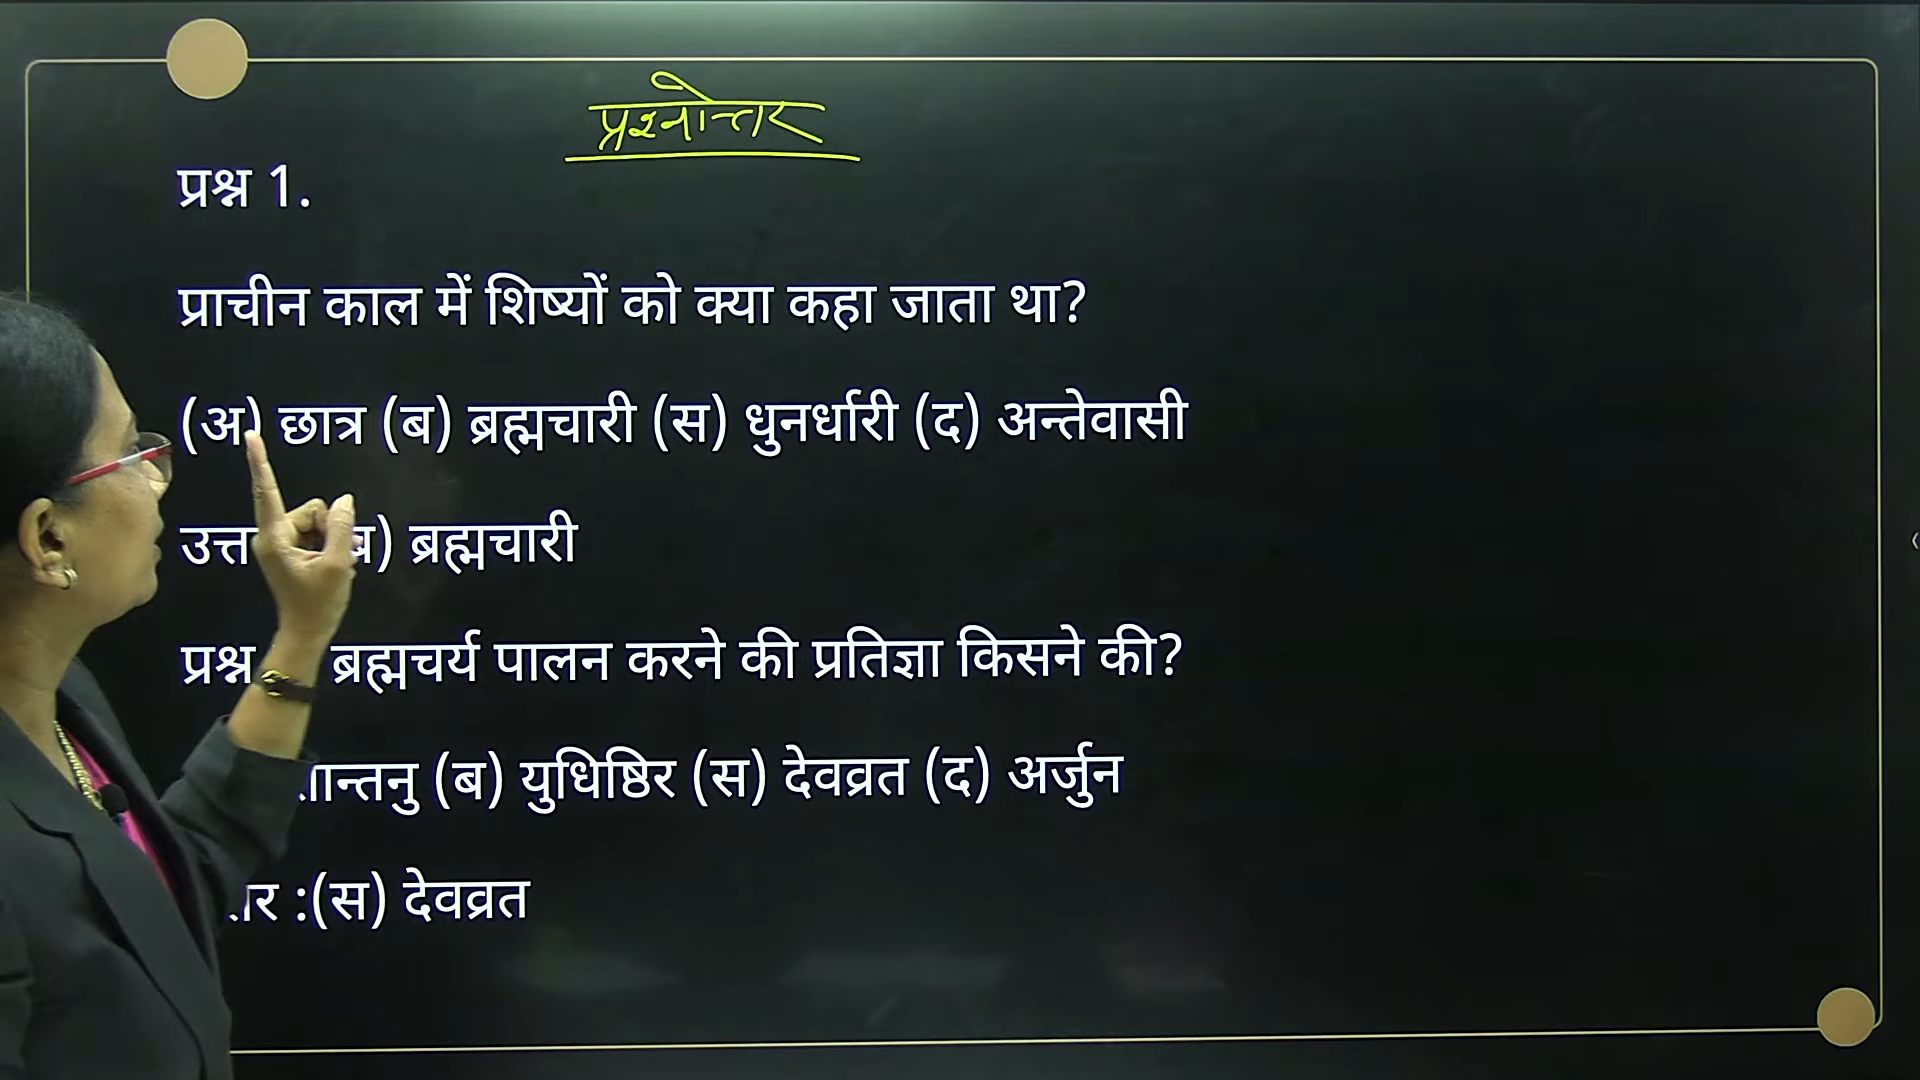 प्रश्नोत्तर
प्रश्न 1.
प्राचीन काल में शिष्यों को क्या कहा जाता था?
(अ) छात्र (ब) ब्रह्मचारी (स) धुनर्धारी (द) अन्तेवासी
ब्रह्मचारी
प्रश्न ब्रह्मचर्य पालन करने की प्रतिज्ञा किसने की?
(ब) युधिष्ठिर (स) देवव्रत (द) अर्जुन
:(स) देवव्रत